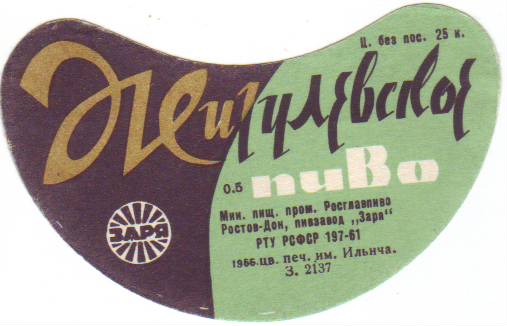 Ц. без пос. 25 к.
Жигулевское
0.5 пиво
Мин. пищ. пром. Росглавпиво
Ростов-Дон, пивзавод ,,Заря"
РТУ РСФСР 197-61
1966. цв. печ. им. Ильича.
З. 2137
ЗАРЯ